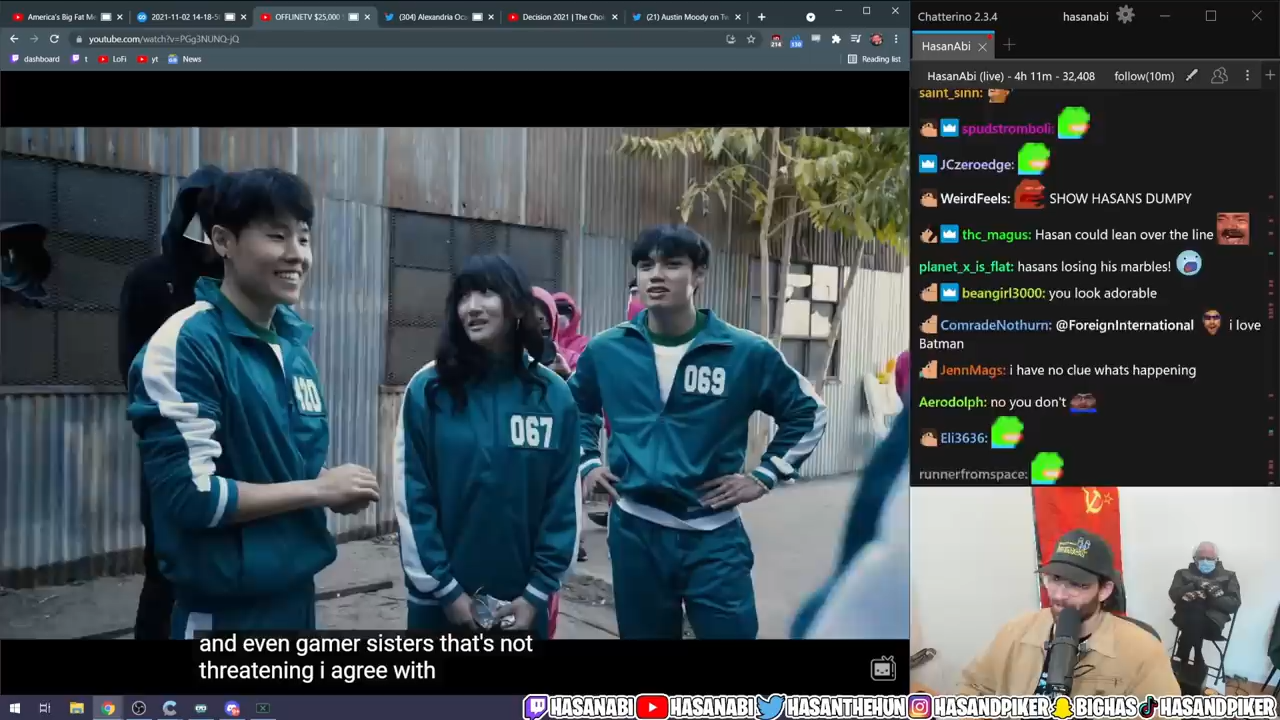 America's Big Fat Me
2021-11-02 14-18-5
OFFLINETV $25,000
(304) Alexandria Oca
Decision 2021 | The Cho
(21) Austin Moody on Tw
youtube.com/watch?v=PGg3NUNQ-jQ
214
130
dashboard
t
LoFi
yt
News
Reading list
420
067
069
and even gamer sisters that's not
threatening i agree with
Chatterino 2.3.4
hasanabi
HasanAbi
HasanAbi (live) - 4h 11m - 32,408
follow(10m)
saint_sinn:
spudstromboli:
JCzeroedge:
WeirdFeels: SHOW HASANS DUMPY
thc_magus: Hasan could lean over the line
planet_x_is_flat: hasans losing his marbles!
beangirl3000: you look adorable
ComradeNothurn: @ForeignInternational i love
Batman
JennMags: i have no clue whats happening
Aerodolph: no you don't
Eli3636:
runnerfromspace:
HASANABI HASANABI HASANTHEHUN HASANDPIKER BIGHAS HASANDPIKER